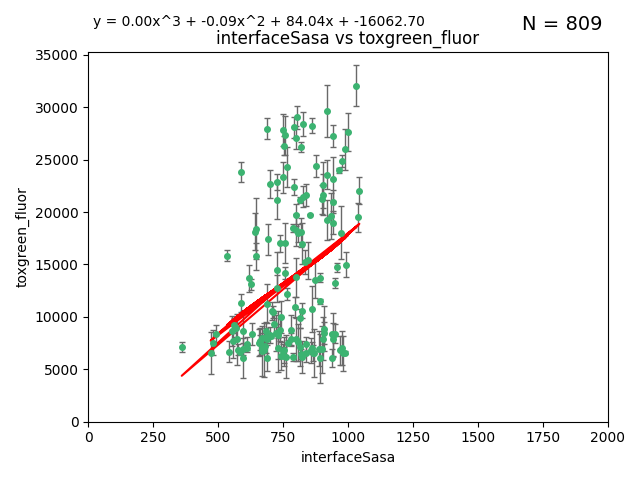 y = 0.00x^3 + -0.09x^2 + 84.04x + -16062.70
N = 809
interfaceSasa vs toxgreen_fluor
35000
30000
25000
20000
15000
10000
5000
0
toxgreen_fluor
0 250 500 750 1000 1250 1500 1750 2000
interfaceSasa